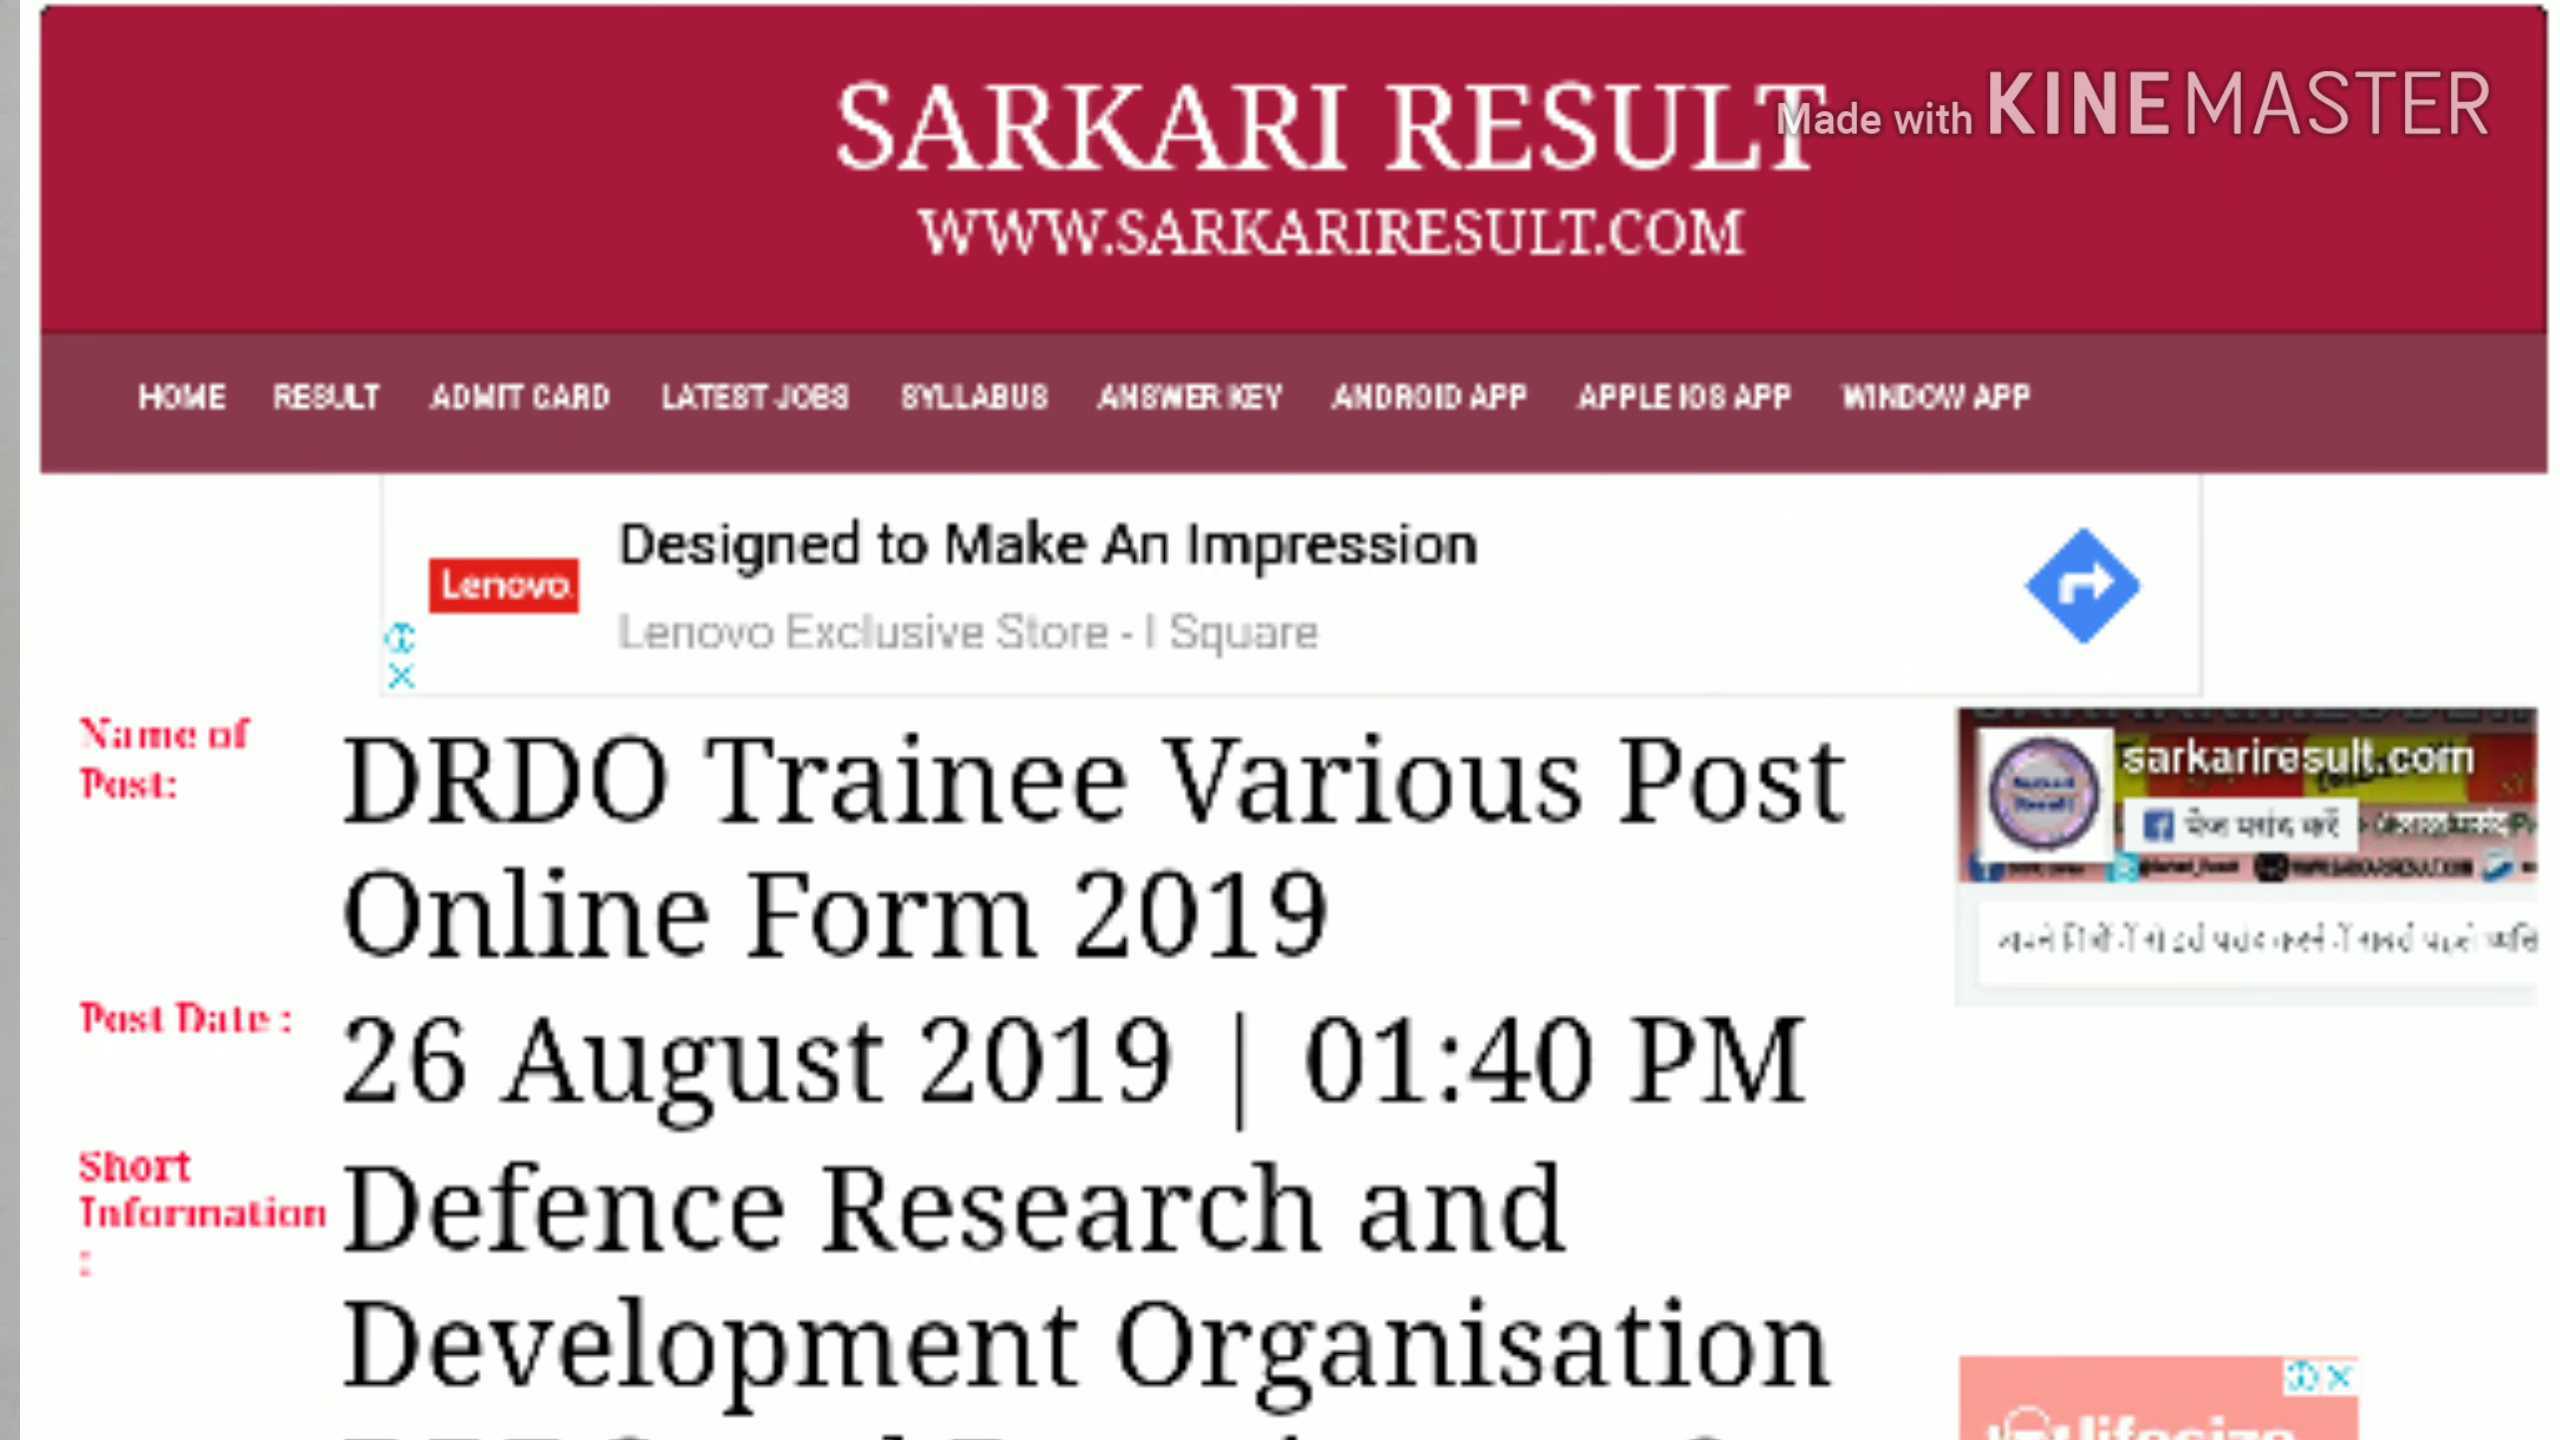 SARKARI RESULT
Made with KINEMASTER
WWW.SARKARIRESULT.COM
HOME RESULT ADMIT CARD LATEST JOBS SYLLABUS ANSWER KEY ANDROID APP APPLE IOS APP WINDOW APP
Designed to Make An Impression
Lenovo
Lenovo Exclusive Store - I Square
Name of
Post:
DRDO Trainee Various Post
Online Form 2019
sarkariresult.com
पेज पसंद करें
Post Date :
26 August 2019 | 01:40 PM
Short
Information
:
Defence Research and
Development Organisation
lifesize